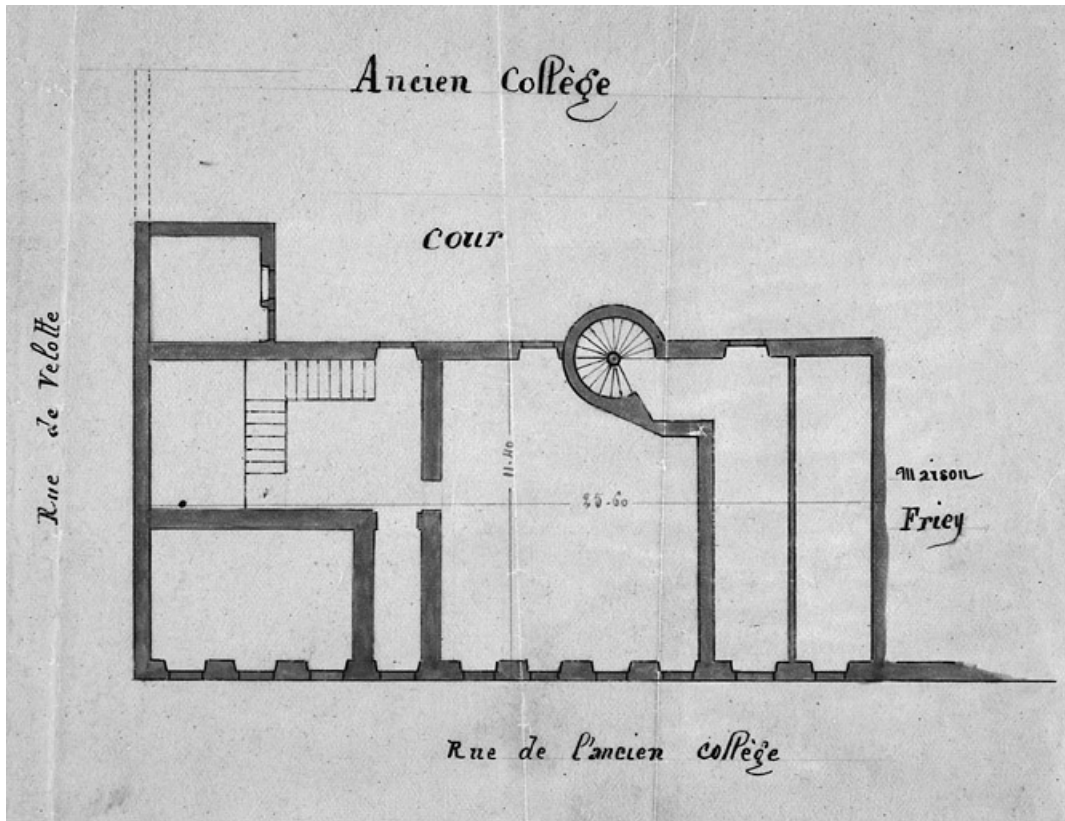 Ancien Collège
Cour
Rue de Velotte
11.40
25.60
Maison
Friey
Rue de l'ancien collège